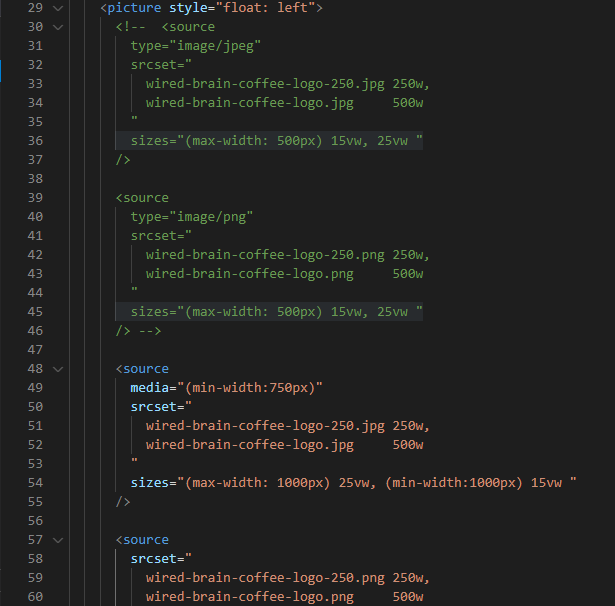 29 <picture style="float: left">
30 <!-- <source
31 type="image/jpeg"
32 srcset="
33 wired-brain-coffee-logo-250.jpg 250w,
34 wired-brain-coffee-logo.jpg 500w
35 "
36 sizes="(max-width: 500px) 15vw, 25vw "
37 />
38
39 <source
40 type="image/png"
41 srcset="
42 wired-brain-coffee-logo-250.png 250w,
43 wired-brain-coffee-logo.png 500w
44 "
45 sizes="(max-width: 500px) 15vw, 25vw "
46 /> -->
47
48 <source
49 media="(min-width:750px)"
50 srcset="
51 wired-brain-coffee-logo-250.jpg 250w,
52 wired-brain-coffee-logo.jpg 500w
53 "
54 sizes="(max-width: 1000px) 25vw, (min-width:1000px) 15vw "
55 />
56
57 <source
58 srcset="
59 wired-brain-coffee-logo-250.png 250w,
60 wired-brain-coffee-logo.png 500w